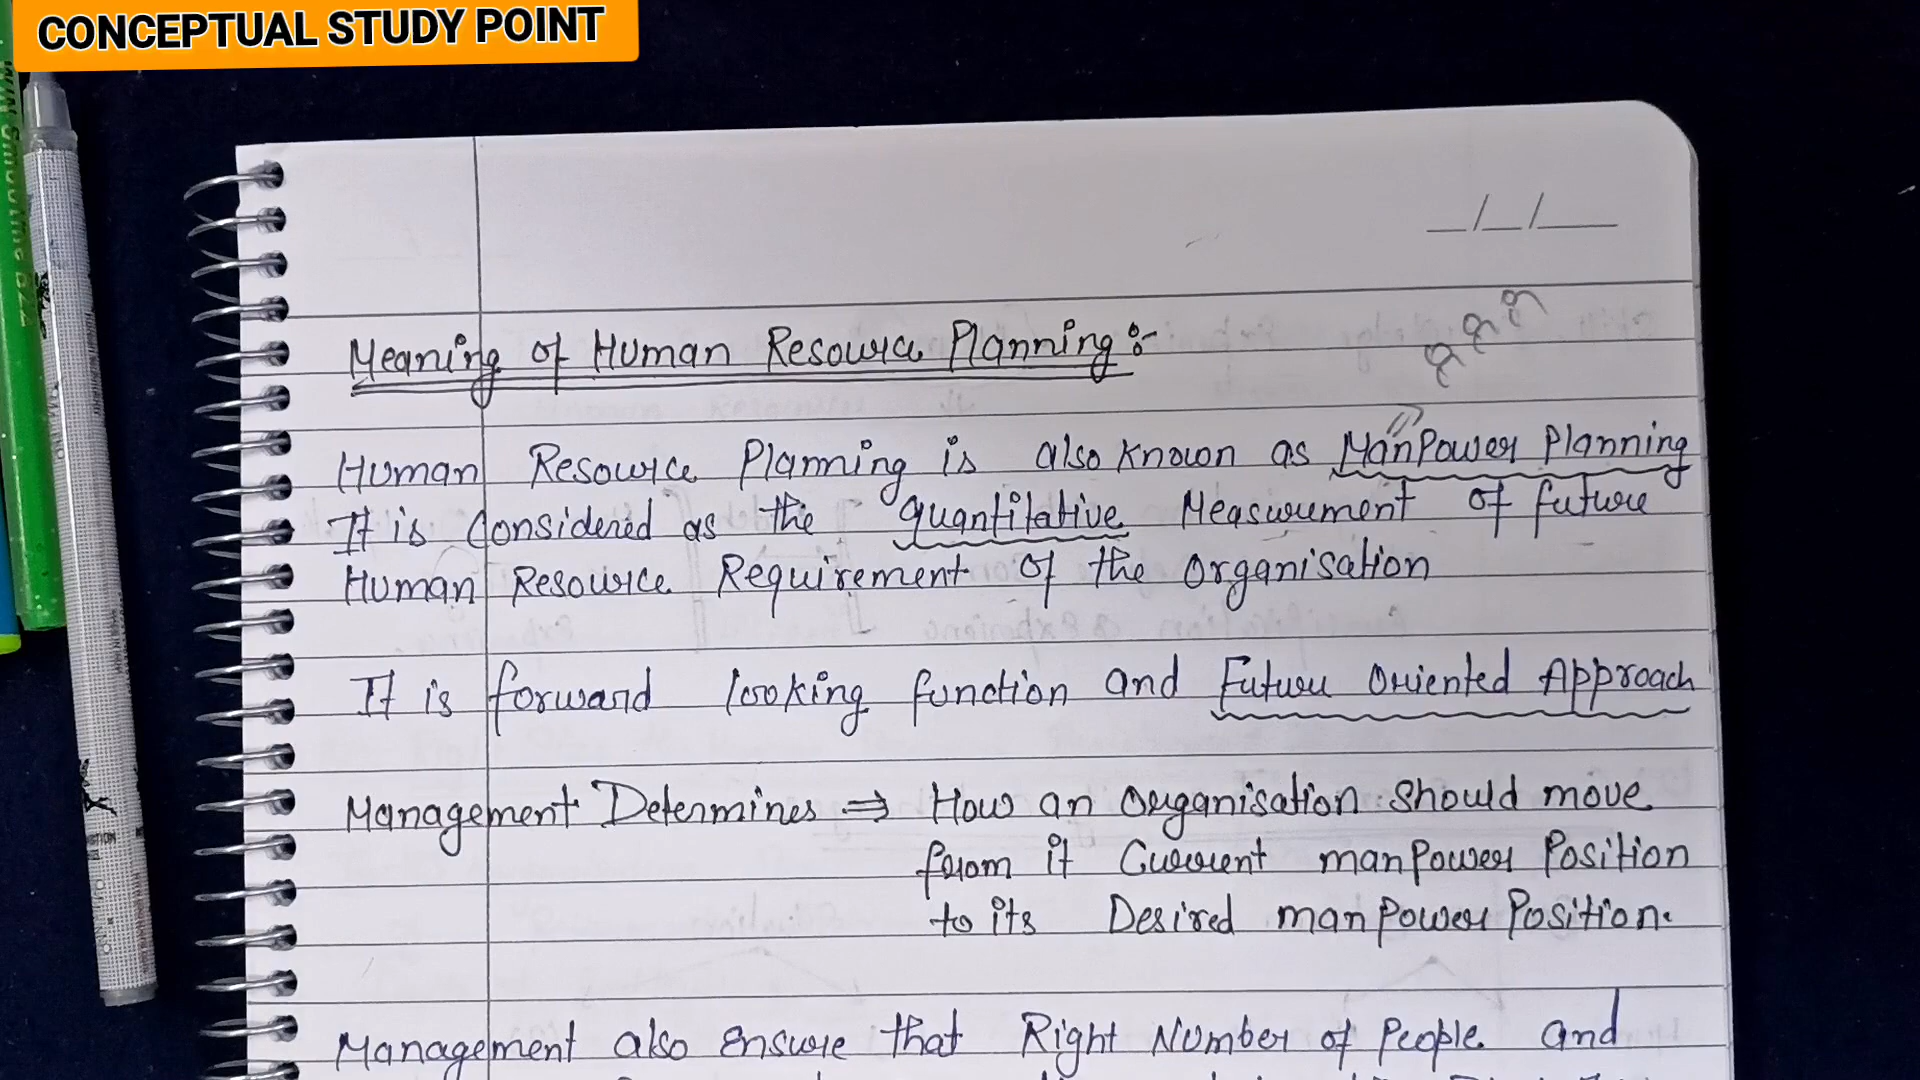 CONCEPTUAL STUDY POINT
_/_/__
Meaning of Human Resource Planning :-
Human Resource Planning is also known as ManPower Planning
It is Considered as the quantitative Measurement of future
Human Resource Requirement of the Organisation
It is forward looking function and Future Oriented Approach
Management Determines ⇒ How an Organisation should move
from it Current manpower Position
to its Desired manpower Position.
Management also ensure that Right Number of People and